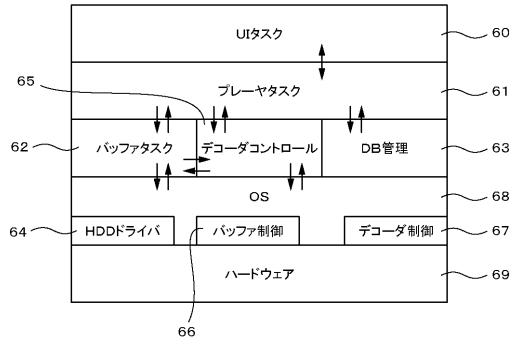 UIタスク
60
65
プレーヤタスク
61
62
バッファタスク
デコーダコントロール
DB管理
63
OS
68
64
HDDドライバ
バッファ制御
デコーダ制御
67
ハードウェア
69
66